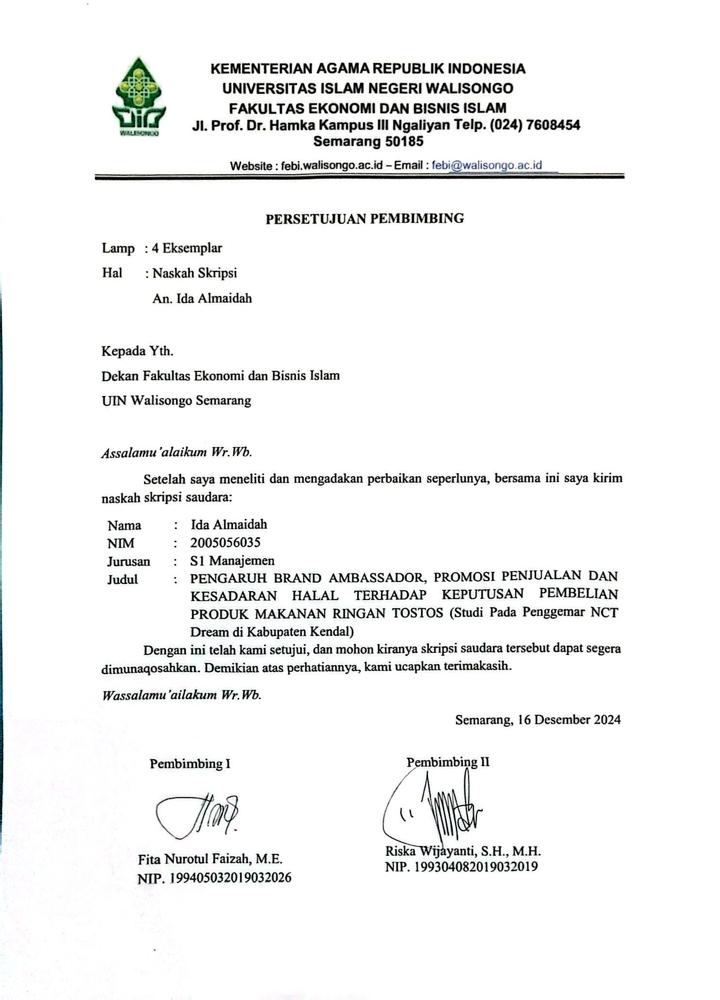 WALISONGO
KEMENTERIAN AGAMA REPUBLIK INDONESIA
UNIVERSITAS ISLAM NEGERI WALISONGO
FAKULTAS EKONOMI DAN BISNIS ISLAM
Jl. Prof. Dr. Hamka Kampus III Ngaliyan Telp. (024) 7608454
Semarang 50185
Website : febi.walisongo.ac.id – Email : febi@walisongo.ac.id
PERSETUJUAN PEMBIMBING
Lamp : 4 Eksemplar
Hal : Naskah Skripsi
An. Ida Almaidah
Kepada Yth.
Dekan Fakultas Ekonomi dan Bisnis Islam
UIN Walisongo Semarang
Assalamu’alaikum Wr.Wb.
Setelah saya meneliti dan mengadakan perbaikan seperlunya, bersama ini saya kirim
naskah skripsi saudara:
Nama : Ida Almaidah
NIM : 2005056035
Jurusan : S1 Manajemen
Judul : PENGARUH BRAND AMBASSADOR, PROMOSI PENJUALAN DAN
KESADARAN HALAL TERHADAP KEPUTUSAN PEMBELIAN
PRODUK MAKANAN RINGAN TOSTOS (Studi Pada Penggemar NCT
Dream di Kabupaten Kendal)
Dengan ini telah kami setujui, dan mohon kiranya skripsi saudara tersebut dapat segera
dimunaqosahkan. Demikian atas perhatiannya, kami ucapkan terimakasih.
Wassalamu’ailakum Wr.Wb.
Semarang, 16 Desember 2024
Pembimbing I
Fita Nurotul Faizah, M.E.
NIP. 199405032019032026
Pembimbing II
Riska Wijayanti, S.H., M.H.
NIP. 199304082019032019